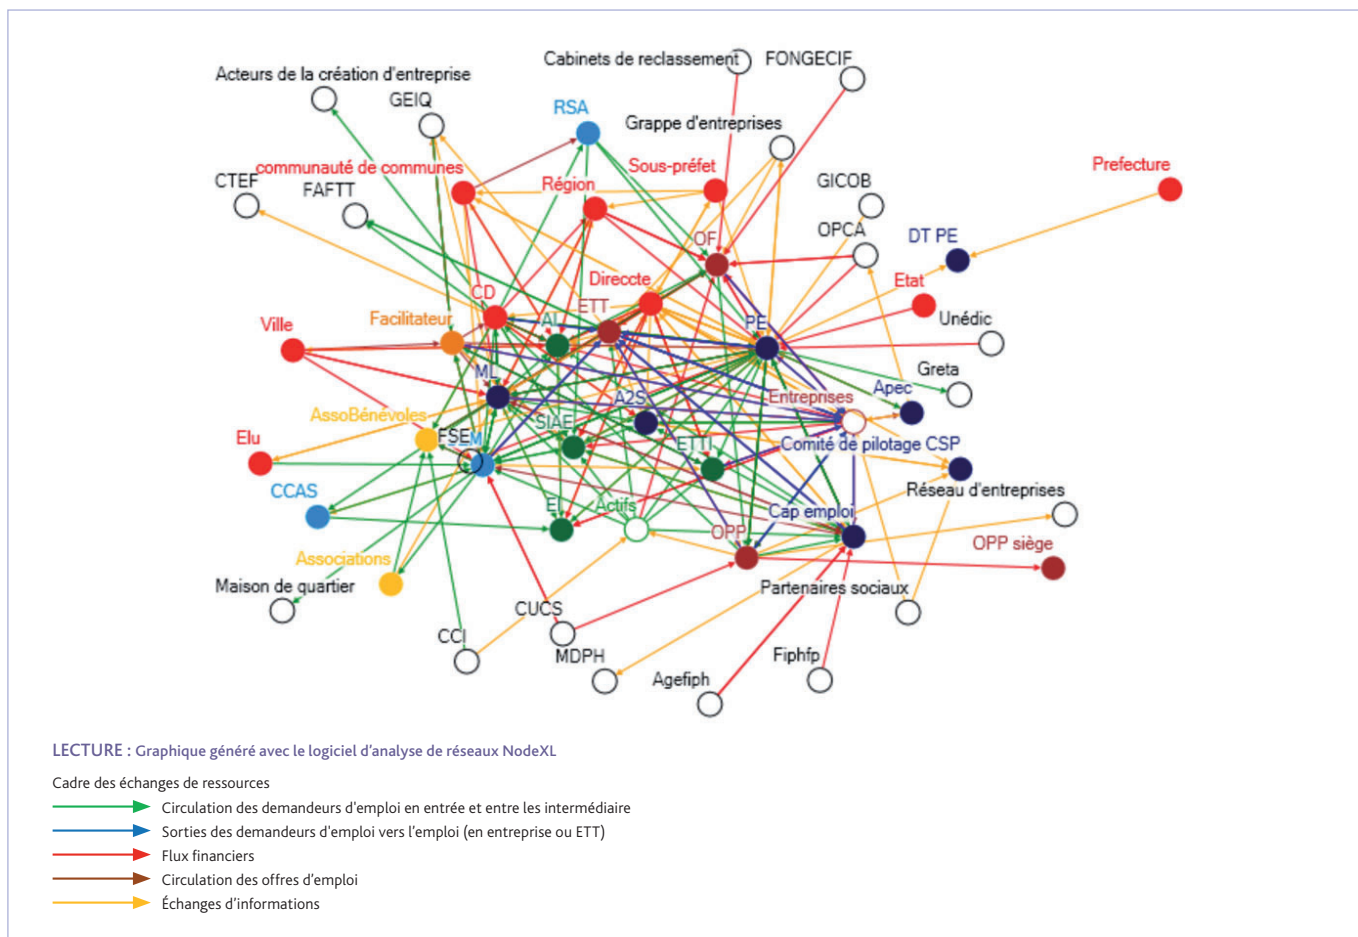 Cabinets de reclassement
FONGECIF
Acteurs de la création d'entreprise
GEIQ
RSA
Grappe d'entreprises
communauté de communes
Sous-préfet
Prefecture
CTEF
FAFTT
Région
GICOB
OPCA
OF
DT PE
Direccte
Etat
CD
ETT
Ville
Facilitateur
AI
PE
Unédic
ML
Greta
A2S
Entreprises
Apec
AssoBénévoles
SIAE
Elu
FSE
M
ETTI
Comité de pilotage CSP
CCAS
EI
Actifs
Cap emploi
Réseau d'entreprises
OPP
OPP siège
Associations
Maison de quartier
Partenaires sociaux
CUCS
CCI
MDPH
Fiphfp
Agefiph
LECTURE : Graphique généré avec le logiciel d'analyse de réseaux NodeXL
Cadre des échanges de ressources
Circulation des demandeurs d'emploi en entrée et entre les intermédiaire
Sorties des demandeurs d'emploi vers l'emploi (en entreprise ou ETT)
Flux financiers
Circulation des offres d'emploi
Échanges d'informations